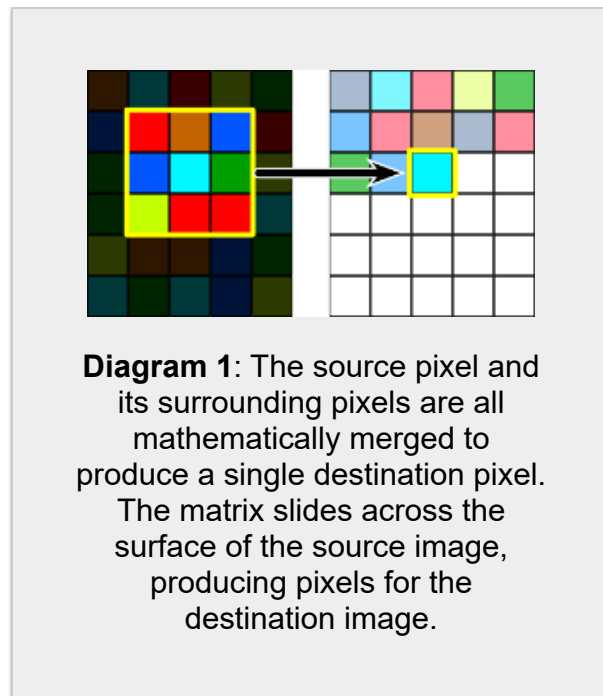 Diagram 1: The source pixel and
its surrounding pixels are all
mathematically merged to
produce a single destination pixel.
The matrix slides across the
surface of the source image,
producing pixels for the
destination image.